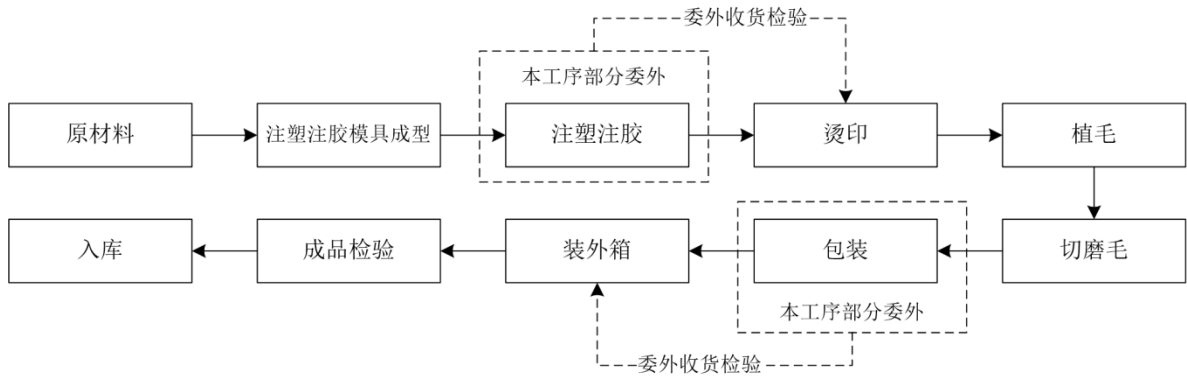 委外收货检验
本工序部分委外
原材料
注塑注胶模具成型
注塑注胶
烫印
植毛
入库
成品检验
装外箱
包装
切磨毛
本工序部分委外
委外收货检验